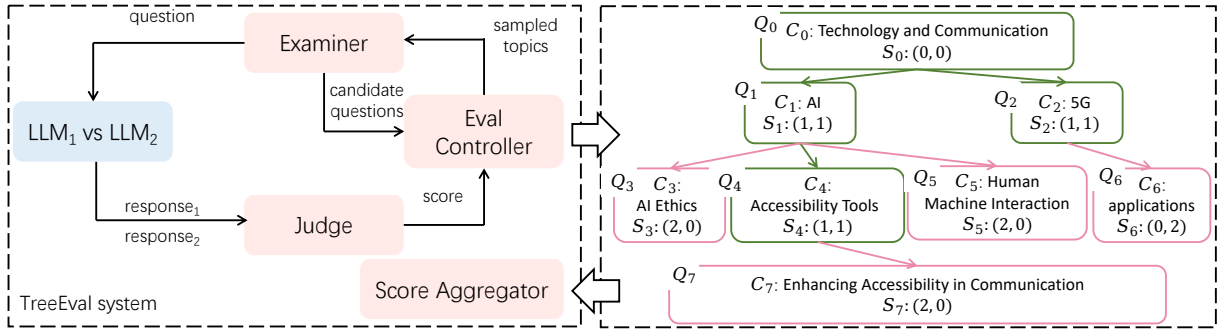 question
Examiner
sampled
topics
candidate
questions
LLM₁ vs LLM₂
Eval
Controller
response₁
response₂
Judge
score
Score Aggregator
TreeEval system
Q₀ C₀: Technology and Communication
S₀: (0,0)
Q₁ C₁: AI
S₁: (1,1)
Q₂ C₂: 5G
S₂: (1,1)
Q₃ C₃:
AI Ethics
S₃: (2,0)
Q₄ C₄:
Accessibility Tools
S₄: (1,1)
Q₅ C₅: Human
Machine Interaction
S₅: (2,0)
Q₆ C₆:
applications
S₆: (0,2)
Q₇ C₇: Enhancing Accessibility in Communication
S₇: (2,0)